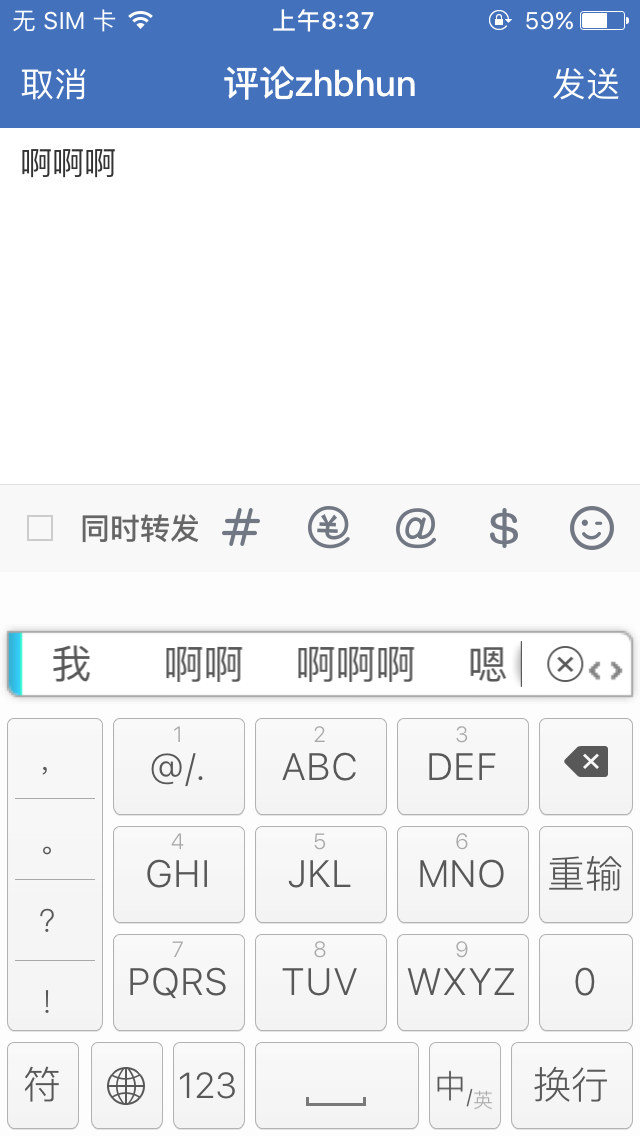 无 SIM 卡 上午8:37 59%
取消 评论zhbhun 发送
啊啊啊
同时转发 # ¥ @ $
我 啊啊 啊啊啊 嗯
, 1 @/. 2 ABC 3 DEF
。 4 GHI 5 JKL 6 MNO 重输
? 7 PQRS 8 TUV 9 WXYZ 0
!
符 123 中/英 换行